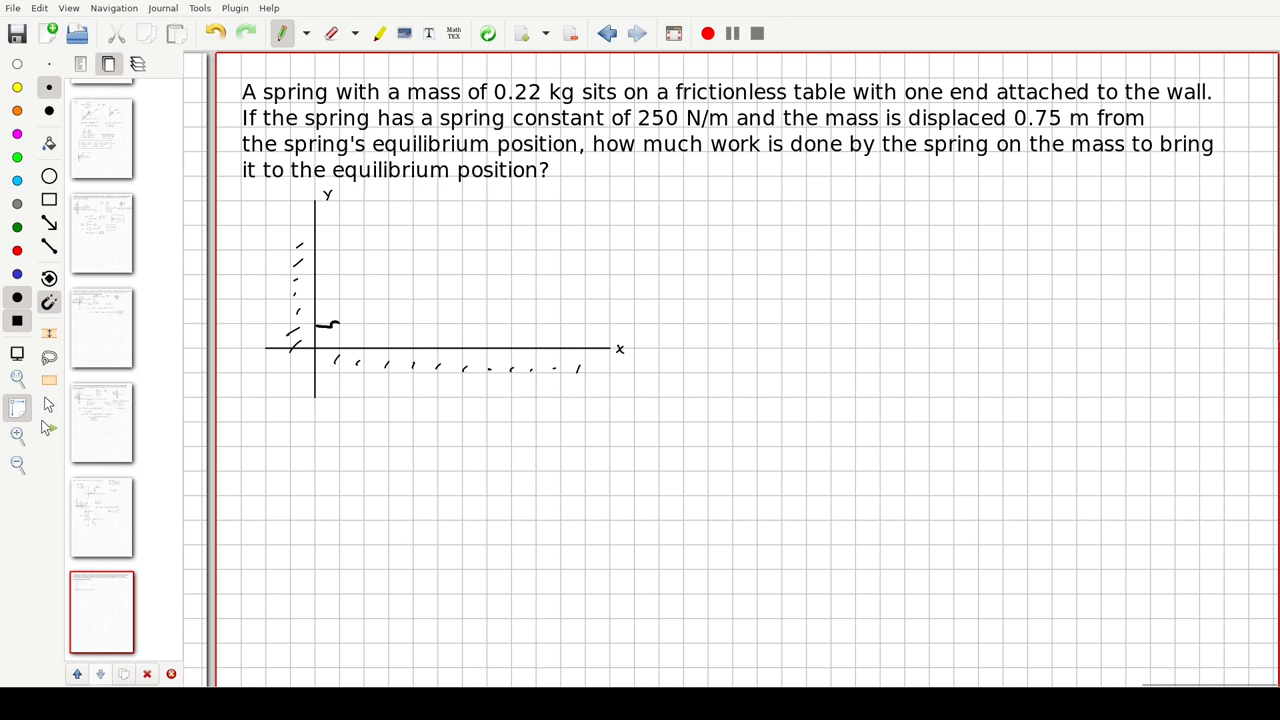 File Edit View Navigation Journal Tools Plugin Help
T Math TEX
A spring with a mass of 0.22 kg sits on a frictionless table with one end attached to the wall.
If the spring has a spring constant of 250 N/m and the mass is displaced 0.75 m from
the spring's equilibrium position, how much work is done by the spring on the mass to bring
it to the equilibrium position?
Y
x